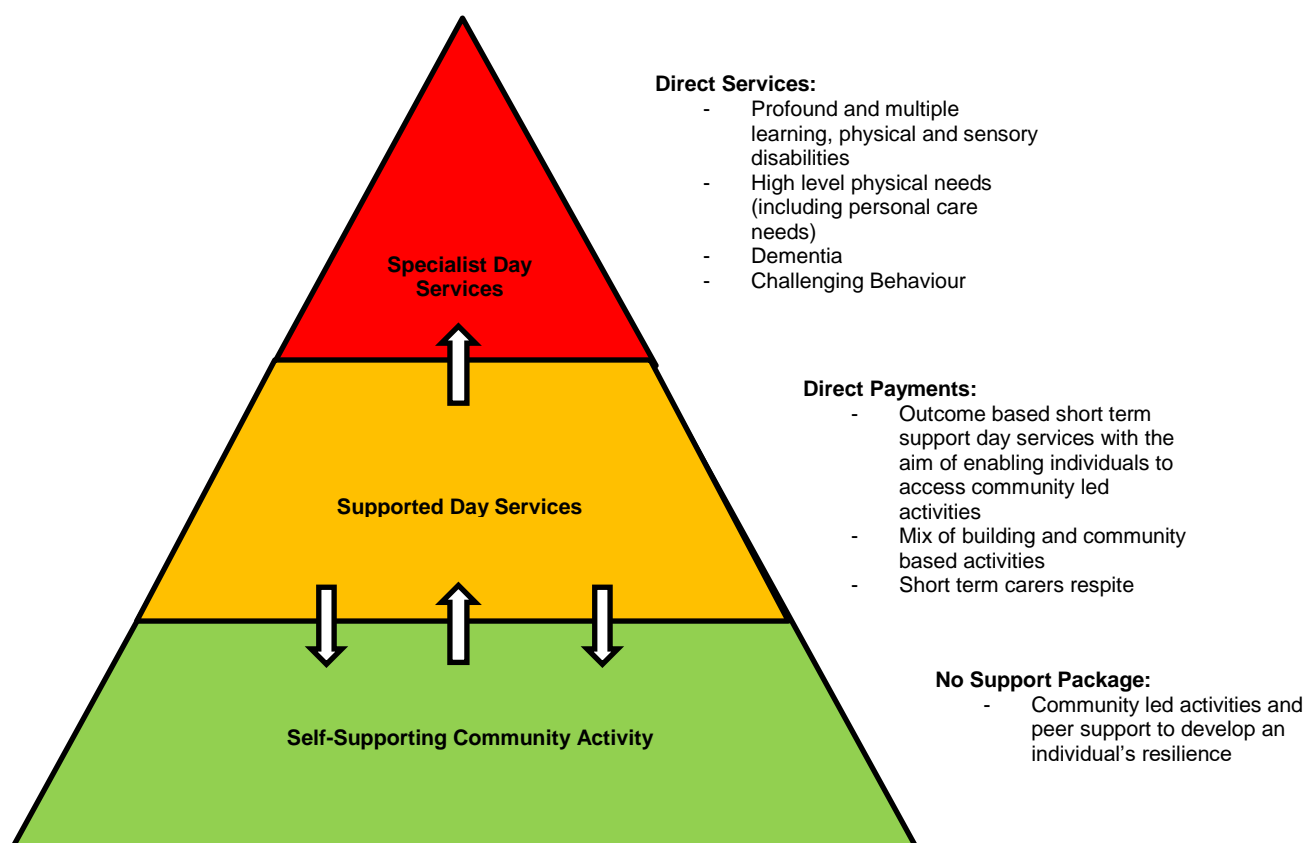 Direct Services:
- Profound and multiple
learning, physical and sensory
disabilities
- High level physical needs
(including personal care
needs)
- Dementia
- Challenging Behaviour
Specialist Day
Services
Direct Payments:
- Outcome based short term
support day services with the
aim of enabling individuals to
access community led
activities
- Mix of building and community
based activities
- Short term carers respite
Supported Day Services
No Support Package:
- Community led activities and
peer support to develop an
individual’s resilience
Self-Supporting Community Activity